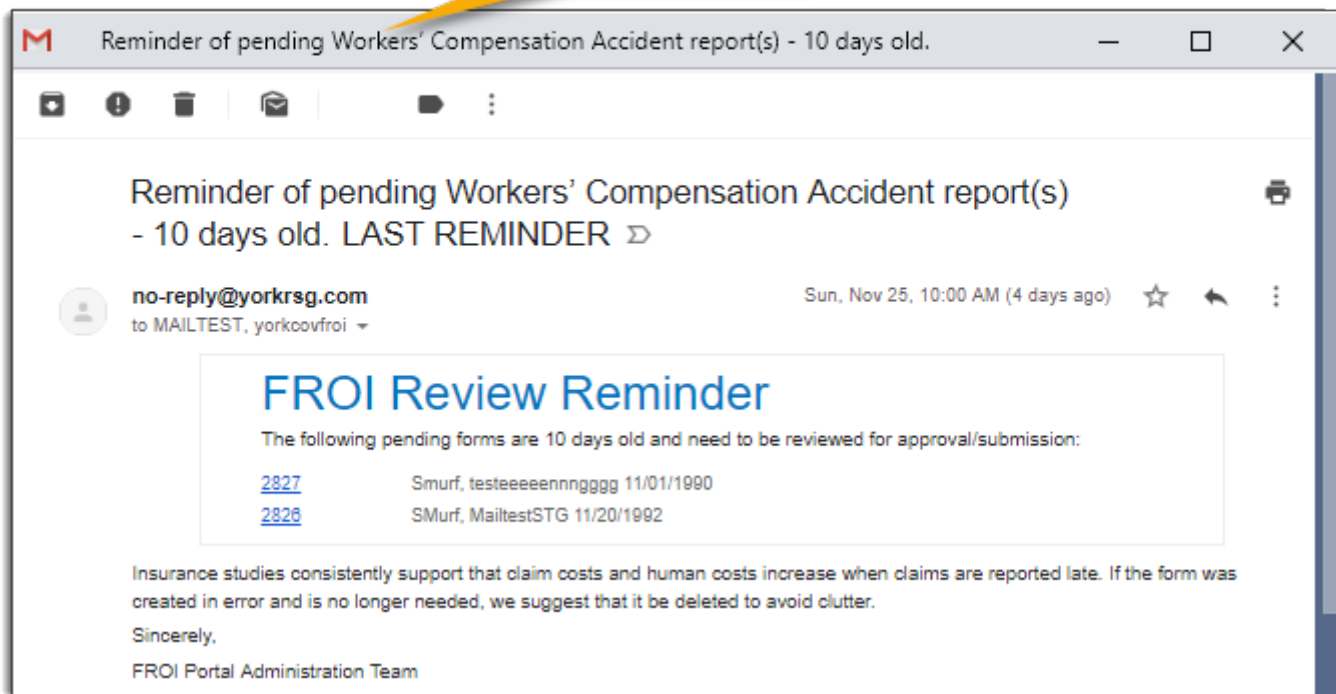 Reminder of pending Workers' Compensation Accident report(s) - 10 days old.
Reminder of pending Workers' Compensation Accident report(s)
- 10 days old. LAST REMINDER
no-reply@yorkrsg.com Sun, Nov 25, 10:00 AM (4 days ago)
to MAILTEST, yorkcovfroi
FROI Review Reminder
The following pending forms are 10 days old and need to be reviewed for approval/submission:
2827 Smurf, testeeeeennngggg 11/01/1990
2826 SMurf, MailtestSTG 11/20/1992
Insurance studies consistently support that claim costs and human costs increase when claims are reported late. If the form was
created in error and is no longer needed, we suggest that it be deleted to avoid clutter.
Sincerely,
FROI Portal Administration Team